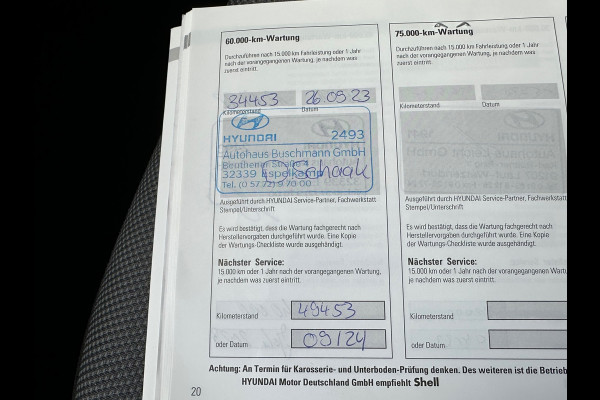 60.000-km-Wartung
Durchzuführen nach 15.000 km Fahrleistung oder 1 Jahr
nach der vorangegangenen Wartung, je nachdem was
zuerst eintritt.
34453 26.09.23
Kilometerstand Datum
HYUNDAI 2493
Autohaus Buschmann GmbH
32339 Espelkamp
Tel. (0 57 72) 9 70 00
Ausgeführt durch HYUNDAI Service-Partner, Fachwerkstatt
Stempel/Unterschrift
Es wird bestätigt, dass die Wartung fachgerecht nach
Herstellervorgaben durchgeführt wurde. Eine Kopie
der Wartungs-Checkliste wurde ausgehändigt.
Nächster Service:
15.000 km oder 1 Jahr nach der vorangegangenen Wartung,
je nachdem was zuerst eintritt.
Kilometerstand 49453
oder Datum 09/24
75.000-km-Wartung
Durchzuführen nach 15.000 km Fahrleistung oder 1 Jahr
nach der vorangegangenen Wartung, je nachdem was
zuerst eintritt.
Kilometerstand Datum
Ausgeführt durch HYUNDAI Service-Partner, Fachwerkstatt
Stempel/Unterschrift
Es wird bestätigt, dass die Wartung fachgerecht nach
Herstellervorgaben durchgeführt wurde. Eine Kopie
der Wartungs-Checkliste wurde ausgehändigt.
Nächster Service:
15.000 km oder 1 Jahr nach der vorangegangenen
je nachdem was zuerst eintritt.
Kilometerstand
oder Datum
Achtung: An Termin für Karosserie- und Unterboden-Prüfung denken. Des weiteren ist die Betrieb
HYUNDAI Motor Deutschland GmbH empfiehlt Shell
20